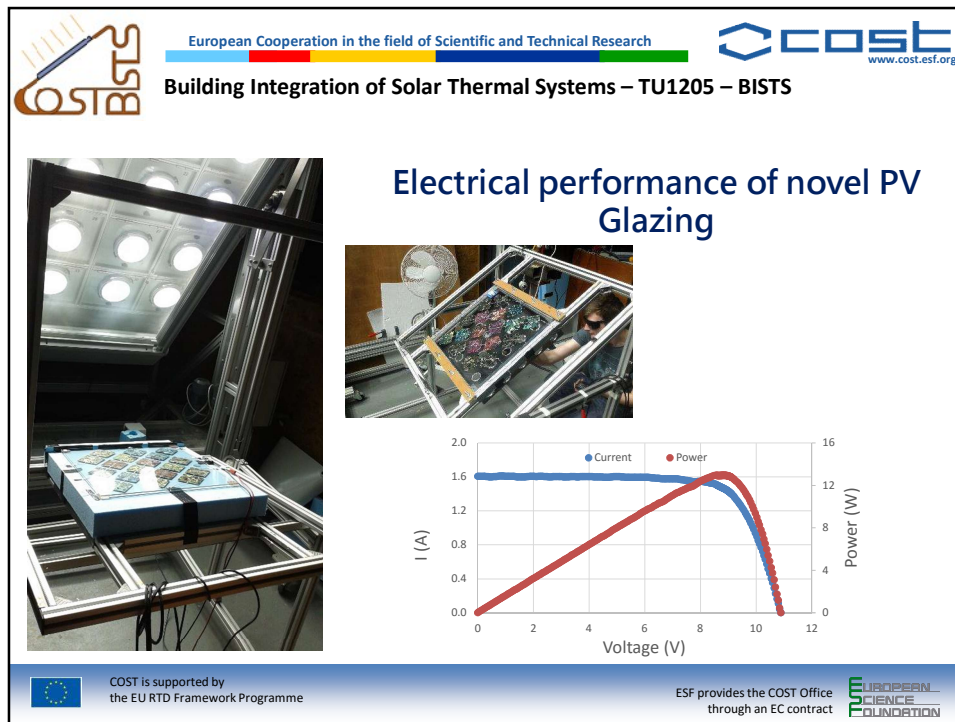 COST
BISTS
European Cooperation in the field of Scientific and Technical Research
cost
www.cost.esf.org
Building Integration of Solar Thermal Systems – TU1205 – BISTS
Electrical performance of novel PV
Glazing
2.0
1.6
1.2
0.8
0.4
0.0
I (A)
Current
Power
16
12
8
4
0
Power (W)
0 2 4 6 8 10 12
Voltage (V)
COST is supported by
the EU RTD Framework Programme
ESF provides the COST Office
through an EC contract
EUROPEAN
SCIENCE
FOUNDATION